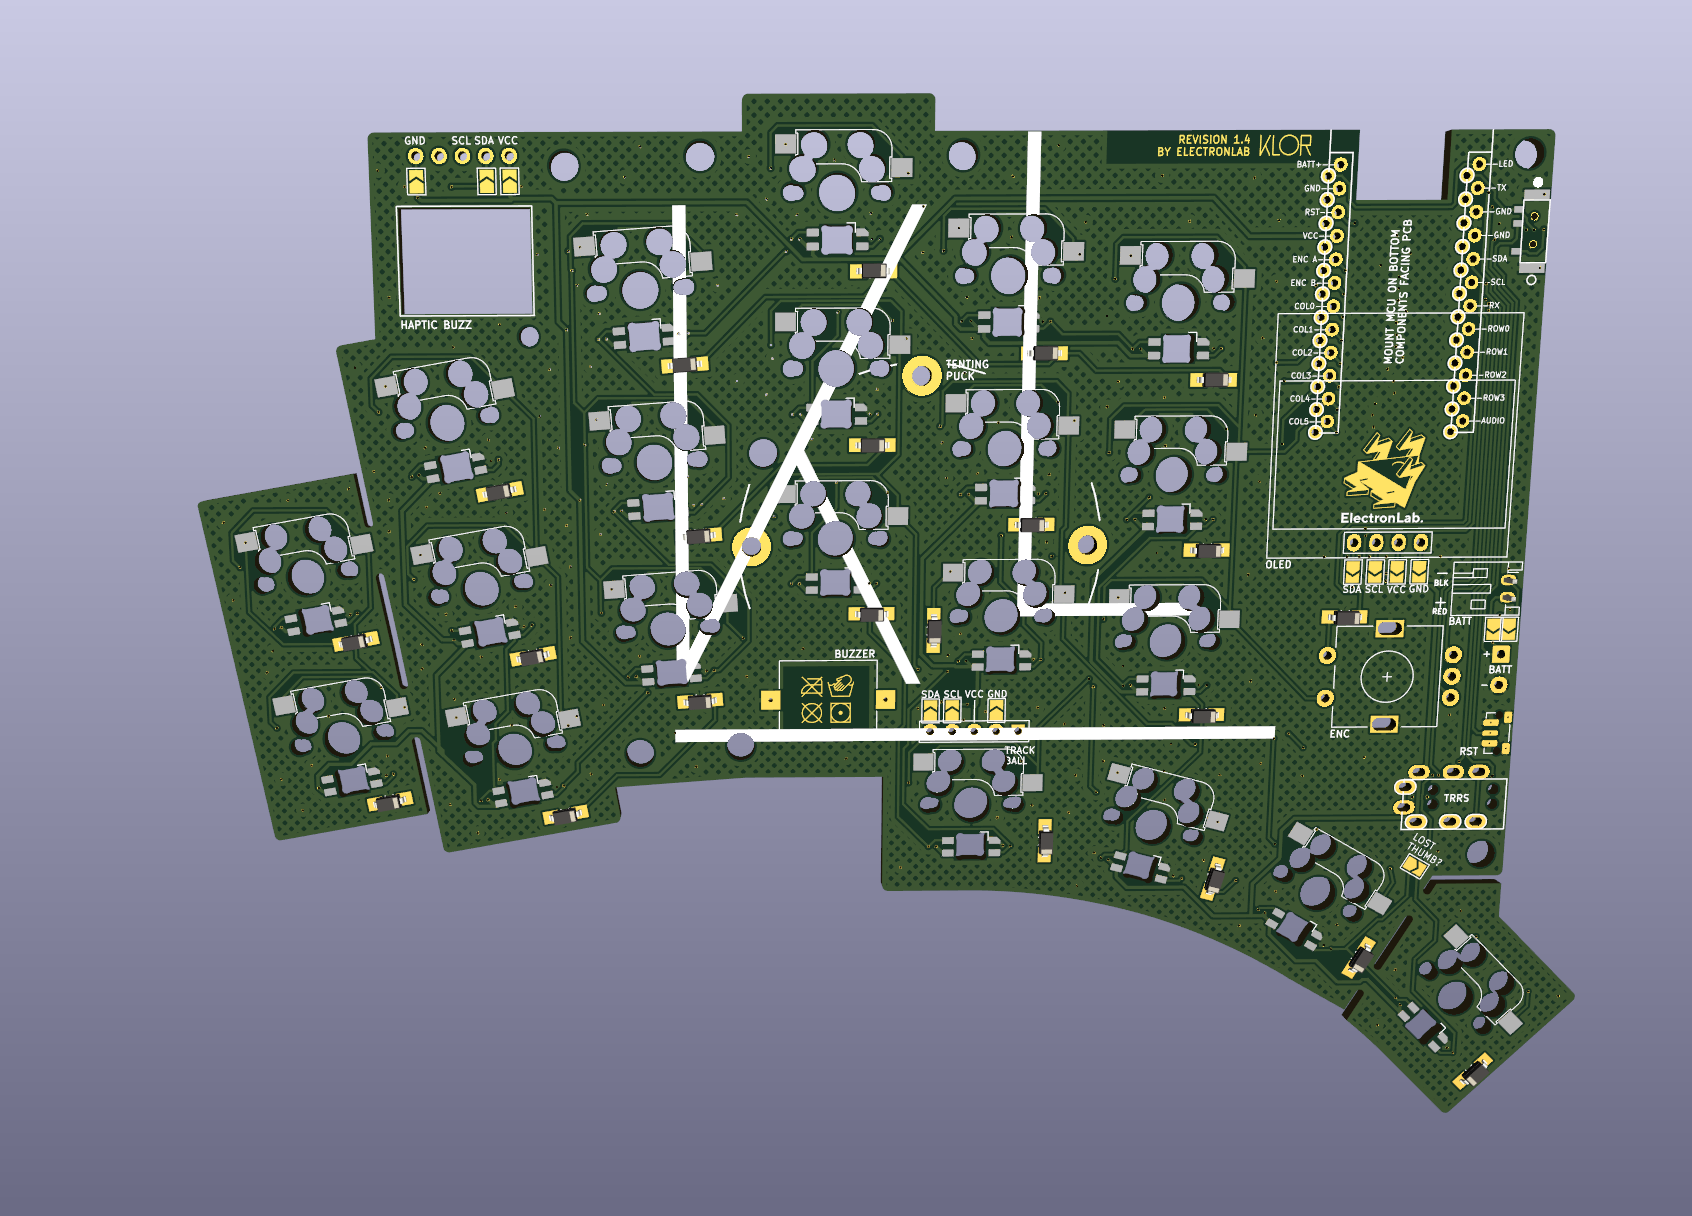 GND SCL SDA VCC
HAPTIC BUZZ
REVISION 1.4
BY ELECTRONLAB
KLOR
BATT+
GND
RST
VCC
ENC A
ENC B
COL0
COL1
COL2
COL3
COL4
COL5
MOUNT MCU ON BOTTOM
COMPONENTS FACING PCB
LED
TX
GND
GND
SDA
SCL
RX
ROW0
ROW1
ROW2
ROW3
AUDIO
TENTING
PUCK
ElectronLab.
OLED
SDA SCL VCC GND
- BLK
+ RED
BATT
+
BATT
-
ENC
RST
TRRS
LOST
THUMB?
BUZZER
SDA SCL VCC GND
TRACK
BALL